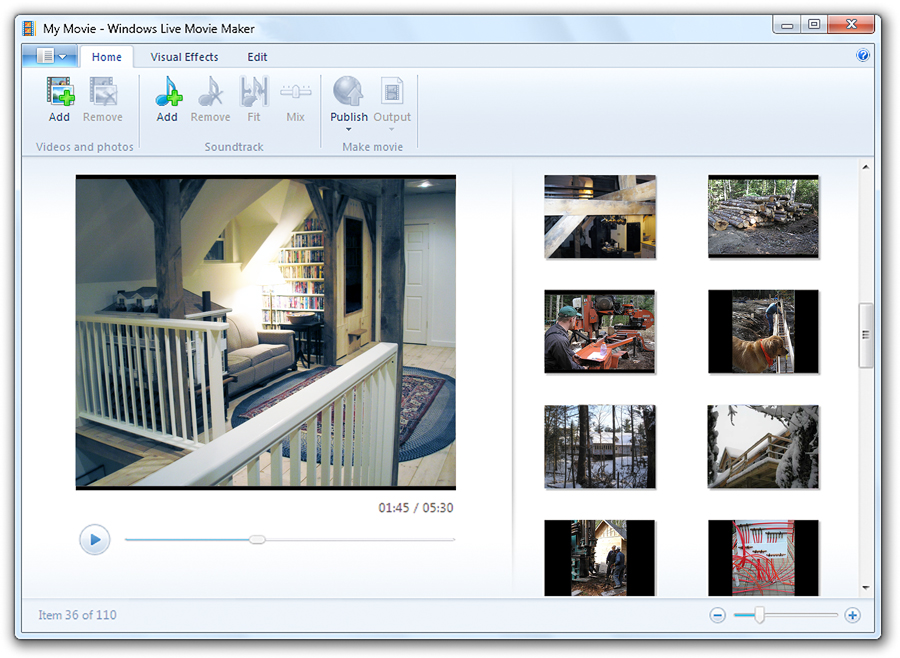 My Movie - Windows Live Movie Maker
Home Visual Effects Edit
Add Remove Add Remove Fit Mix Publish Output
Videos and photos Soundtrack Make movie
01:45 / 05:30
Item 36 of 110